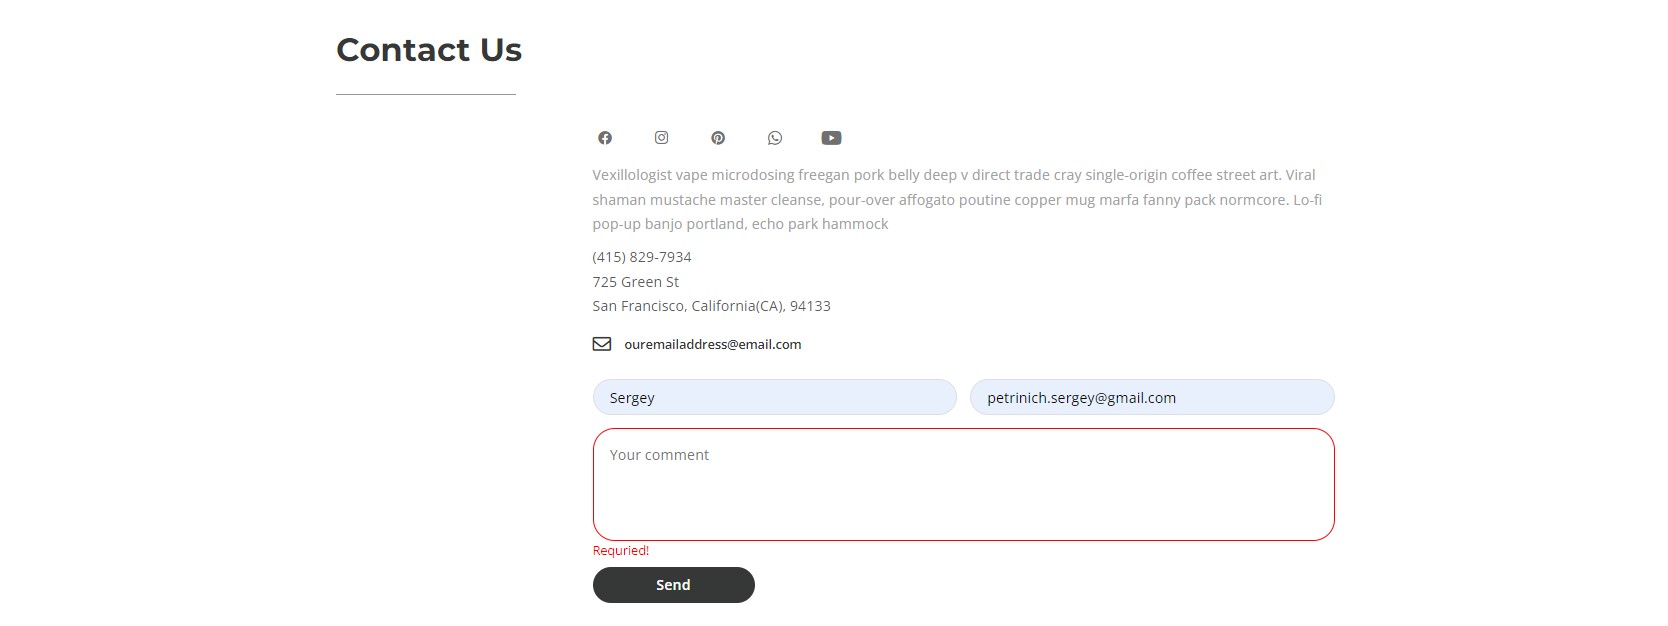 Contact Us
Vexillologist vape microdosing freegan pork belly deep v direct trade cray single-origin coffee street art. Viral
shaman mustache master cleanse, pour-over affogato poutine copper mug marfa fanny pack normcore. Lo-fi
pop-up banjo portland, echo park hammock
(415) 829-7934
725 Green St
San Francisco, California(CA), 94133
ouremailaddress@email.com
Sergey
petrinich.sergey@gmail.com
Your comment
Requried!
Send